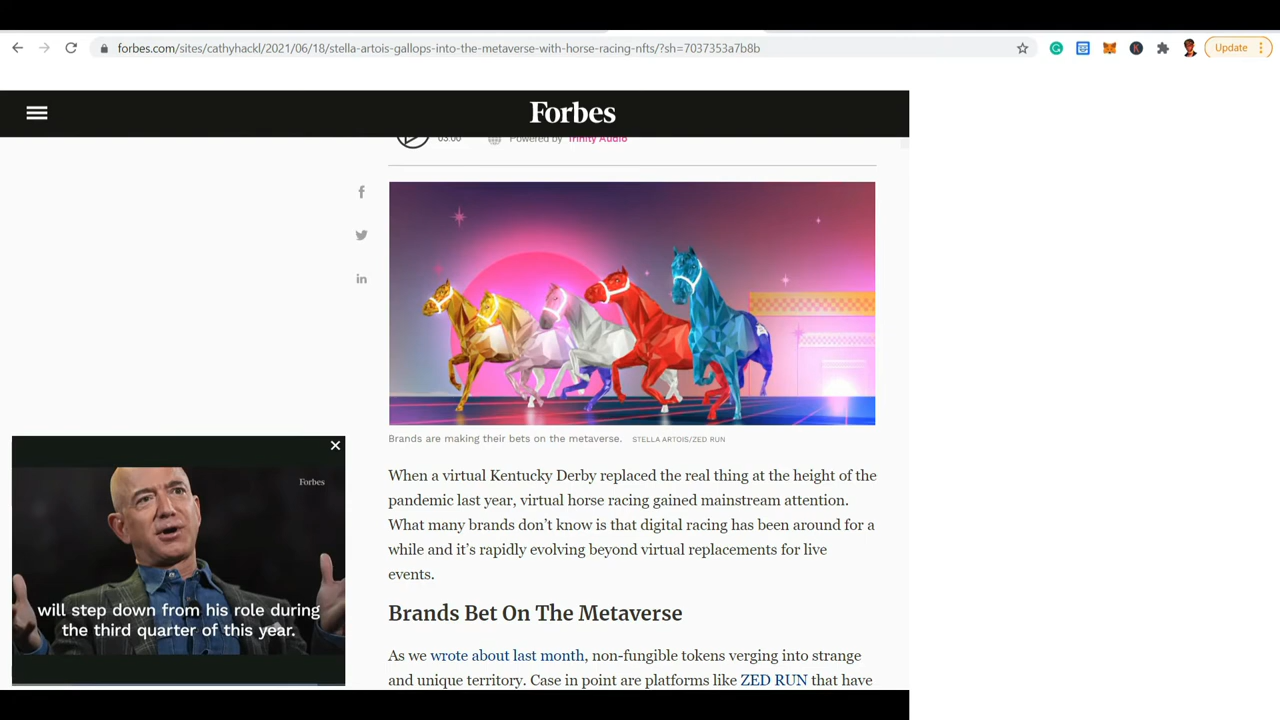 forbes.com/sites/cathyhackl/2021/06/18/stella-artois-gallops-into-the-metaverse-with-horse-racing-nfts/?sh=7037353a7b8b
Update
Forbes
03:00 Powered by Trinity Audio
Brands are making their bets on the metaverse. STELLA ARTOIS/ZED RUN
When a virtual Kentucky Derby replaced the real thing at the height of the
pandemic last year, virtual horse racing gained mainstream attention.
What many brands don’t know is that digital racing has been around for a
while and it’s rapidly evolving beyond virtual replacements for live
events.
Brands Bet On The Metaverse
As we wrote about last month, non-fungible tokens verging into strange
and unique territory. Case in point are platforms like ZED RUN that have
Forbes
will step down from his role during
the third quarter of this year.